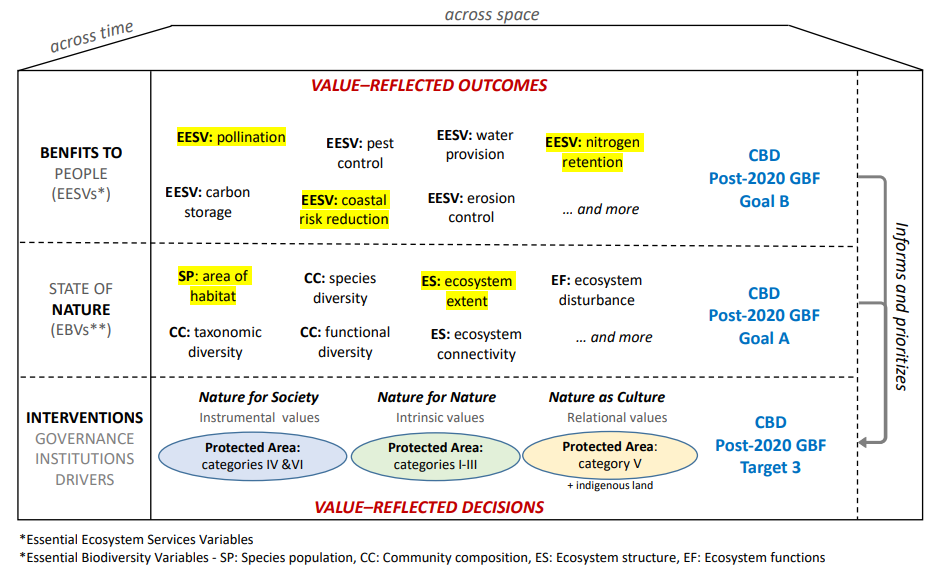 across space
across time
VALUE–REFLECTED OUTCOMES
BENFITS TO
PEOPLE
(EESVs*)
EESV: pollination
EESV: pest
control
EESV: water
provision
EESV: nitrogen
retention
EESV: carbon
storage
EESV: coastal
risk reduction
EESV: erosion
control
... and more
CBD
Post-2020 GBF
Goal B
STATE OF
NATURE
(EBVs**)
SP: area of
habitat
CC: species
diversity
ES: ecosystem
extent
EF: ecosystem
disturbance
CC: taxonomic
diversity
CC: functional
diversity
ES: ecosystem
connectivity
... and more
CBD
Post-2020 GBF
Goal A
Informs and prioritizes
INTERVENTIONS
GOVERNANCE
INSTITUTIONS
DRIVERS
Nature for Society
Instrumental values
Protected Area:
categories IV &VI
Nature for Nature
Intrinsic values
Protected Area:
categories I-III
Nature as Culture
Relational values
Protected Area:
category V
+ indigenous land
CBD
Post-2020 GBF
Target 3
VALUE–REFLECTED DECISIONS
*Essential Ecosystem Services Variables
*Essential Biodiversity Variables - SP: Species population, CC: Community composition, ES: Ecosystem structure, EF: Ecosystem functions